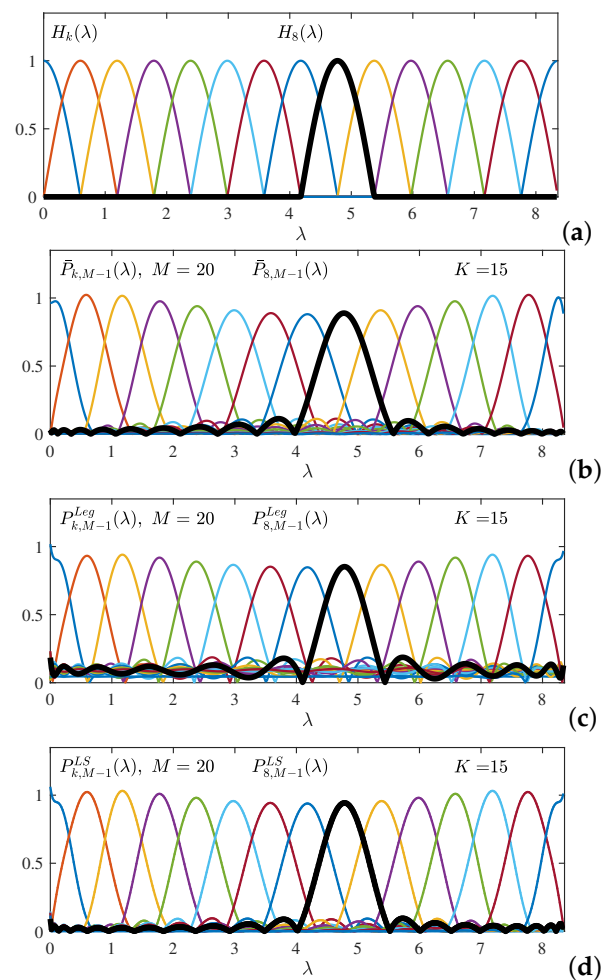 H_k(λ) H_8(λ)
1
0.5
0
0 1 2 3 4 5 6 7 8
λ
(a)
P̄_{k,M−1}(λ), M = 20 P̄_{8,M−1}(λ) K =15
1
0.5
0
0 1 2 3 4 5 6 7 8
λ
(b)
P^{Leg}_{k,M−1}(λ), M = 20 P^{Leg}_{8,M−1}(λ) K =15
1
0.5
0
0 1 2 3 4 5 6 7 8
λ
(c)
P^{LS}_{k,M−1}(λ), M = 20 P^{LS}_{8,M−1}(λ) K =15
1
0.5
0
0 1 2 3 4 5 6 7 8
λ
(d)